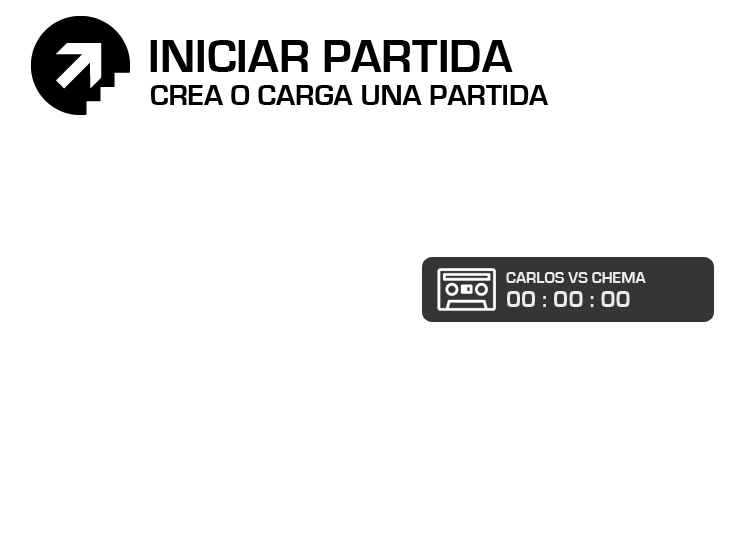 INICIAR PARTIDA
CREA O CARGA UNA PARTIDA
CARLOS VS CHEMA
00 : 00 : 00